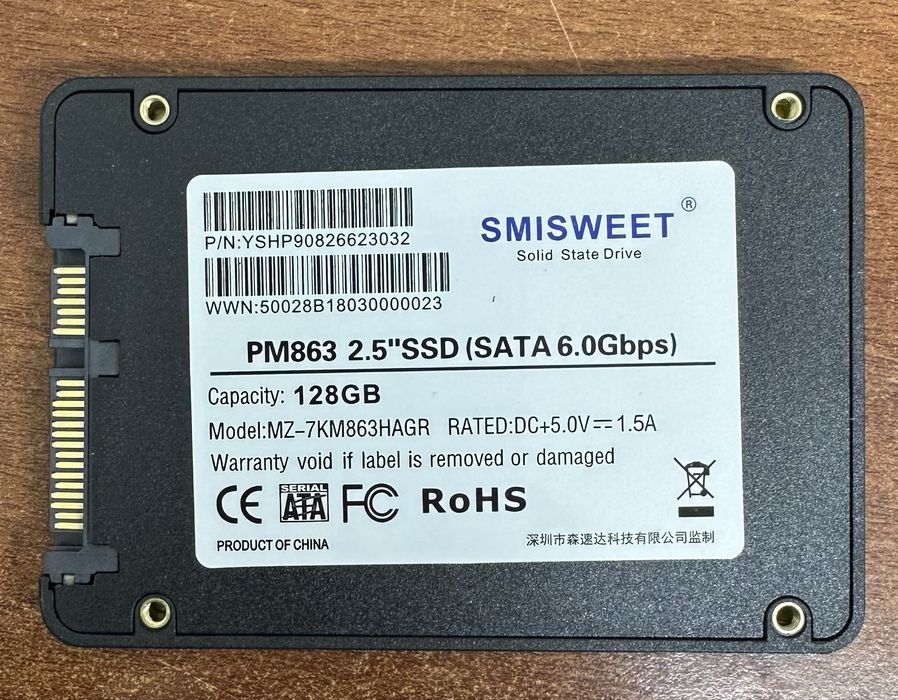 P/N:YSHP90826623032
WWN:50028B18030000023
SMISWEET ®
Solid State Drive
PM863 2.5"SSD (SATA 6.0Gbps)
Capacity: 128GB
Model:MZ-7KM863HAGR RATED:DC+5.0V⎓1.5A
Warranty void if label is removed or damaged
CE SERIAL ATA FC RoHS
PRODUCT OF CHINA
深圳市森速达科技有限公司监制